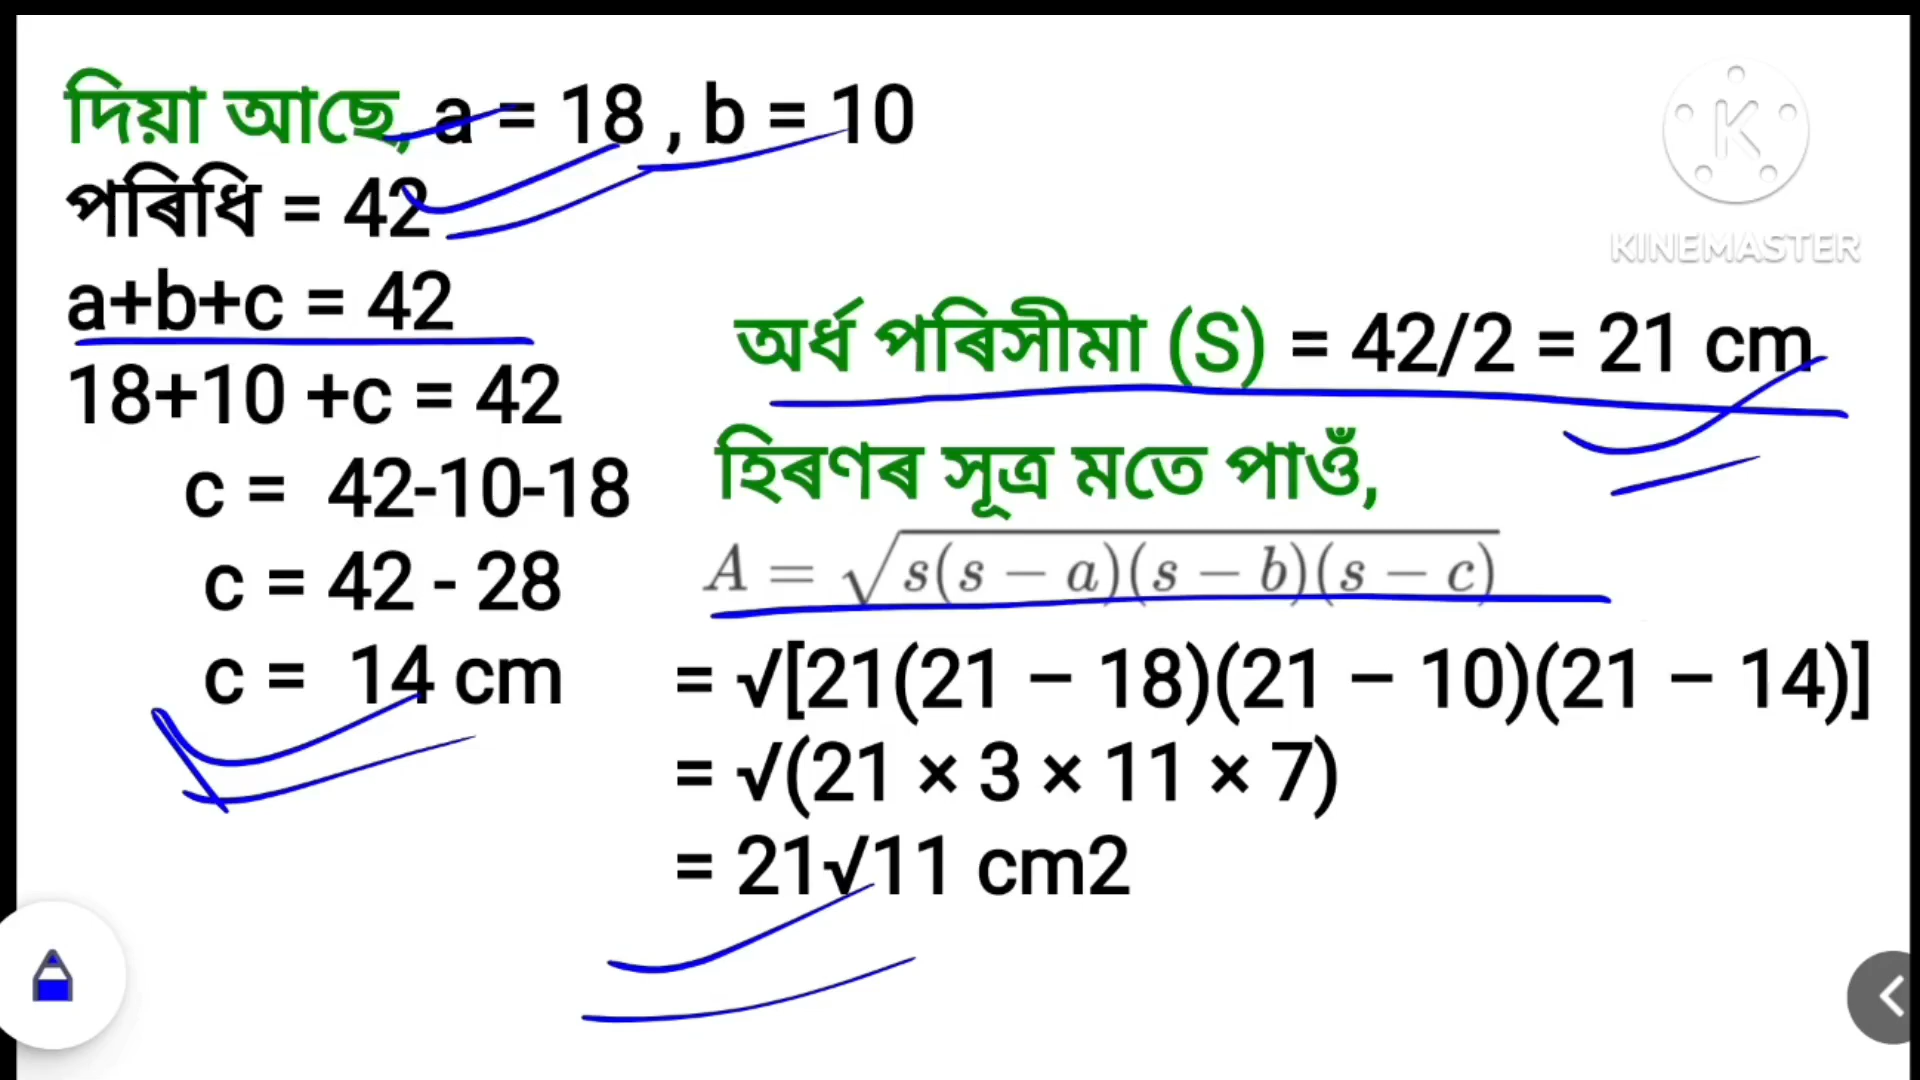 দিয়া আছে, a = 18 , b = 10
পৰিধি = 42
a+b+c = 42
18+10 +c = 42
c = 42-10-18
c = 42 - 28
c = 14 cm
KINEMASTER
অৰ্ধ পৰিসীমা (S) = 42/2 = 21 cm
হিৰণৰ সূত্ৰ মতে পাওঁ,
A = √s(s − a)(s − b)(s − c)
= √[21(21 – 18)(21 – 10)(21 – 14)]
= √(21 × 3 × 11 × 7)
= 21√11 cm2